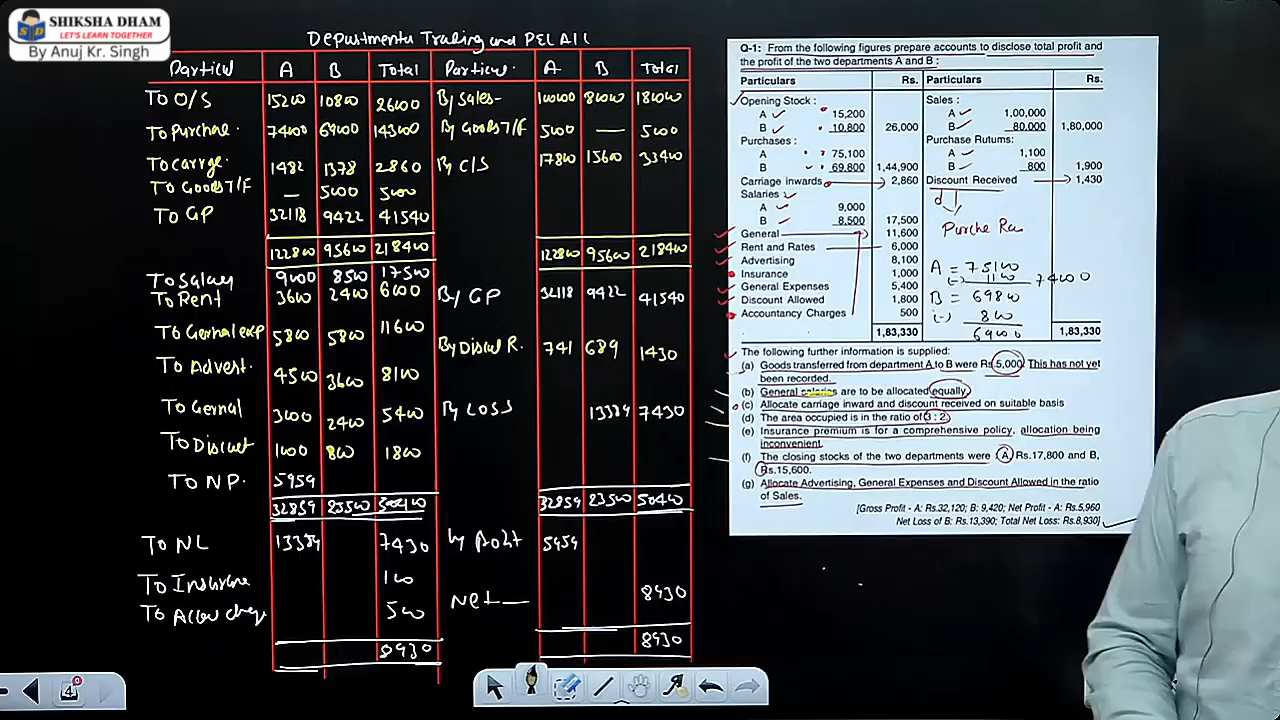 SHIKSHA DHAM
LET'S LEARN TOGETHER
By Anuj Kr. Singh
Departmenta Trading and P&L A/c
Particul A B Total Particul. A B Total
To O/S 15200 10800 26000 By Sales- 100000 80000 180000
To purchase. 74000 69000 143000 By Goods T/F 5000 — 5000
To carrge. 1482 1378 2860 By C/S 17800 15600 33400
To Goods T/F — 5000 5000
To GP 32118 9422 41540
122800 95600 218400 122800 95600 218400
To Salary 9000 8500 17500
To Rent 3600 2400 6000 By GP 32118 9422 41540
To Gernal exp 5800 5800 11600
By Discut R. 741 689 1430
To Advert. 4500 3600 8100
To Gernal 3000 2400 5400 By Loss 13389 7430
To Discut 1000 800 1800
To NP. 5959
32859 23500 50400 32859 23500 50400
To NL 13389 7430 by Profit 5959
To Insurance 100
To Accou charge 500 Net — 8930
8930 8930
Q-1: From the following figures prepare accounts to disclose total profit and
the profit of the two departments A and B :
Particulars Rs. Particulars Rs.
Opening Stock : Sales :
A 15,200 A 1,00,000
B 10,800 26,000 B 80,000 1,80,000
Purchases : Purchase Ruturns:
A 75,100 A 1,100
B 69,800 1,44,900 B 800 1,900
Carriage inwards 2,860 Discount Received 1,430
Salaries :
A 9,000
B 8,500 17,500
General 11,600
Rent and Rates 6,000
Advertising 8,100
Insurance 1,000
General Expenses 5,400
Discount Allowed 1,800
Accountancy Charges 500
1,83,330 1,83,330
Purche Ra
A = 75100
(-) 1100 74000
B = 69800
(-) 800
69000
The following further information is supplied:
(a) Goods transferred from department A to B were Rs 5,000. This has not yet
been recorded.
(b) General salaries are to be allocated equally.
(c) Allocate carriage inward and discount received on suitable basis
(d) The area occupied is in the ratio of 3 : 2.
(e) Insurance premium is for a comprehensive policy, allocation being
inconvenient.
(f) The closing stocks of the two departments were : A, Rs.17,800 and B,
Rs.15,600.
(g) Allocate Advertising, General Expenses and Discount Allowed in the ratio
of Sales.
[Gross Profit - A: Rs.32,120; B: 9,420; Net Profit - A: Rs.5,960
Net Loss of B: Rs.13,390; Total Net Loss: Rs.8,930]
4